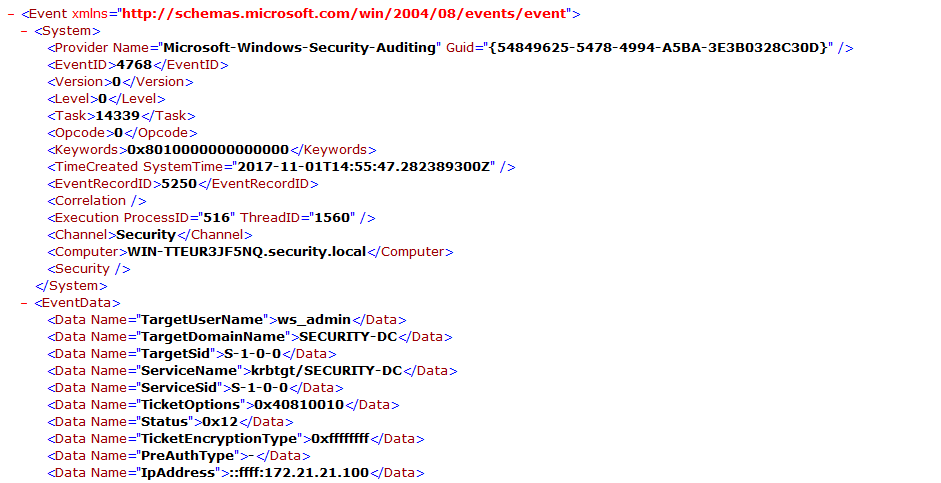 – <Event xmlns="http://schemas.microsoft.com/win/2004/08/events/event">
– <System>
<Provider Name="Microsoft-Windows-Security-Auditing" Guid="{54849625-5478-4994-A5BA-3E3B0328C30D}" />
<EventID>4768</EventID>
<Version>0</Version>
<Level>0</Level>
<Task>14339</Task>
<Opcode>0</Opcode>
<Keywords>0x8010000000000000</Keywords>
<TimeCreated SystemTime="2017-11-01T14:55:47.282389300Z" />
<EventRecordID>5250</EventRecordID>
<Correlation />
<Execution ProcessID="516" ThreadID="1560" />
<Channel>Security</Channel>
<Computer>WIN-TTEUR3JF5NQ.security.local</Computer>
<Security />
</System>
– <EventData>
<Data Name="TargetUserName">ws_admin</Data>
<Data Name="TargetDomainName">SECURITY-DC</Data>
<Data Name="TargetSid">S-1-0-0</Data>
<Data Name="ServiceName">krbtgt/SECURITY-DC</Data>
<Data Name="ServiceSid">S-1-0-0</Data>
<Data Name="TicketOptions">0x40810010</Data>
<Data Name="Status">0x12</Data>
<Data Name="TicketEncryptionType">0xffffffff</Data>
<Data Name="PreAuthType">-</Data>
<Data Name="IpAddress">::ffff:172.21.21.100</Data>